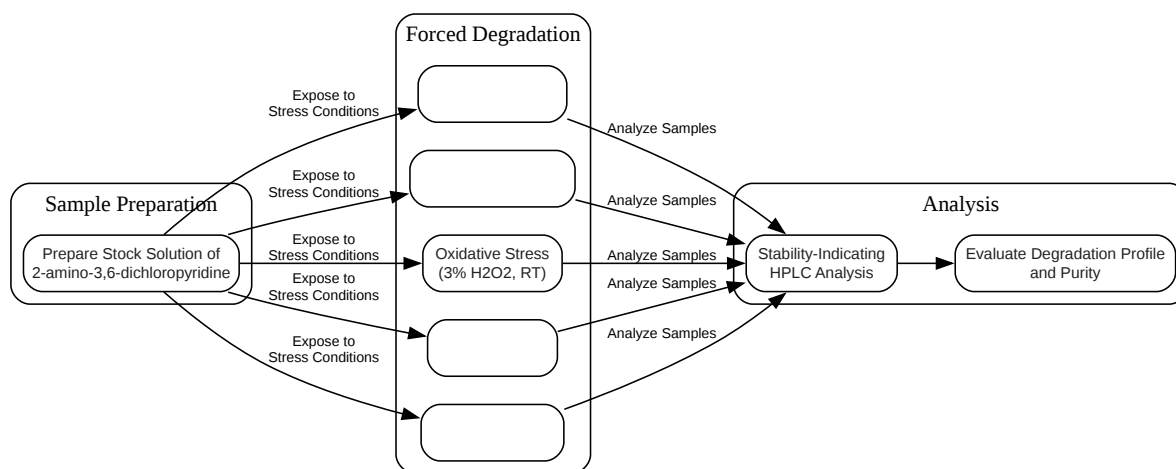 Forced Degradation
Expose to
Stress Conditions
Analyze Samples
Expose to
Stress Conditions
Analyze Samples
Sample Preparation
Analysis
Prepare Stock Solution of
2-amino-3,6-dichloropyridine
Expose to
Stress Conditions
Oxidative Stress
(3% H2O2, RT)
Analyze Samples
Stability-Indicating
HPLC Analysis
Evaluate Degradation Profile
and Purity
Expose to
Stress Conditions
Analyze Samples
Expose to
Stress Conditions
Analyze Samples